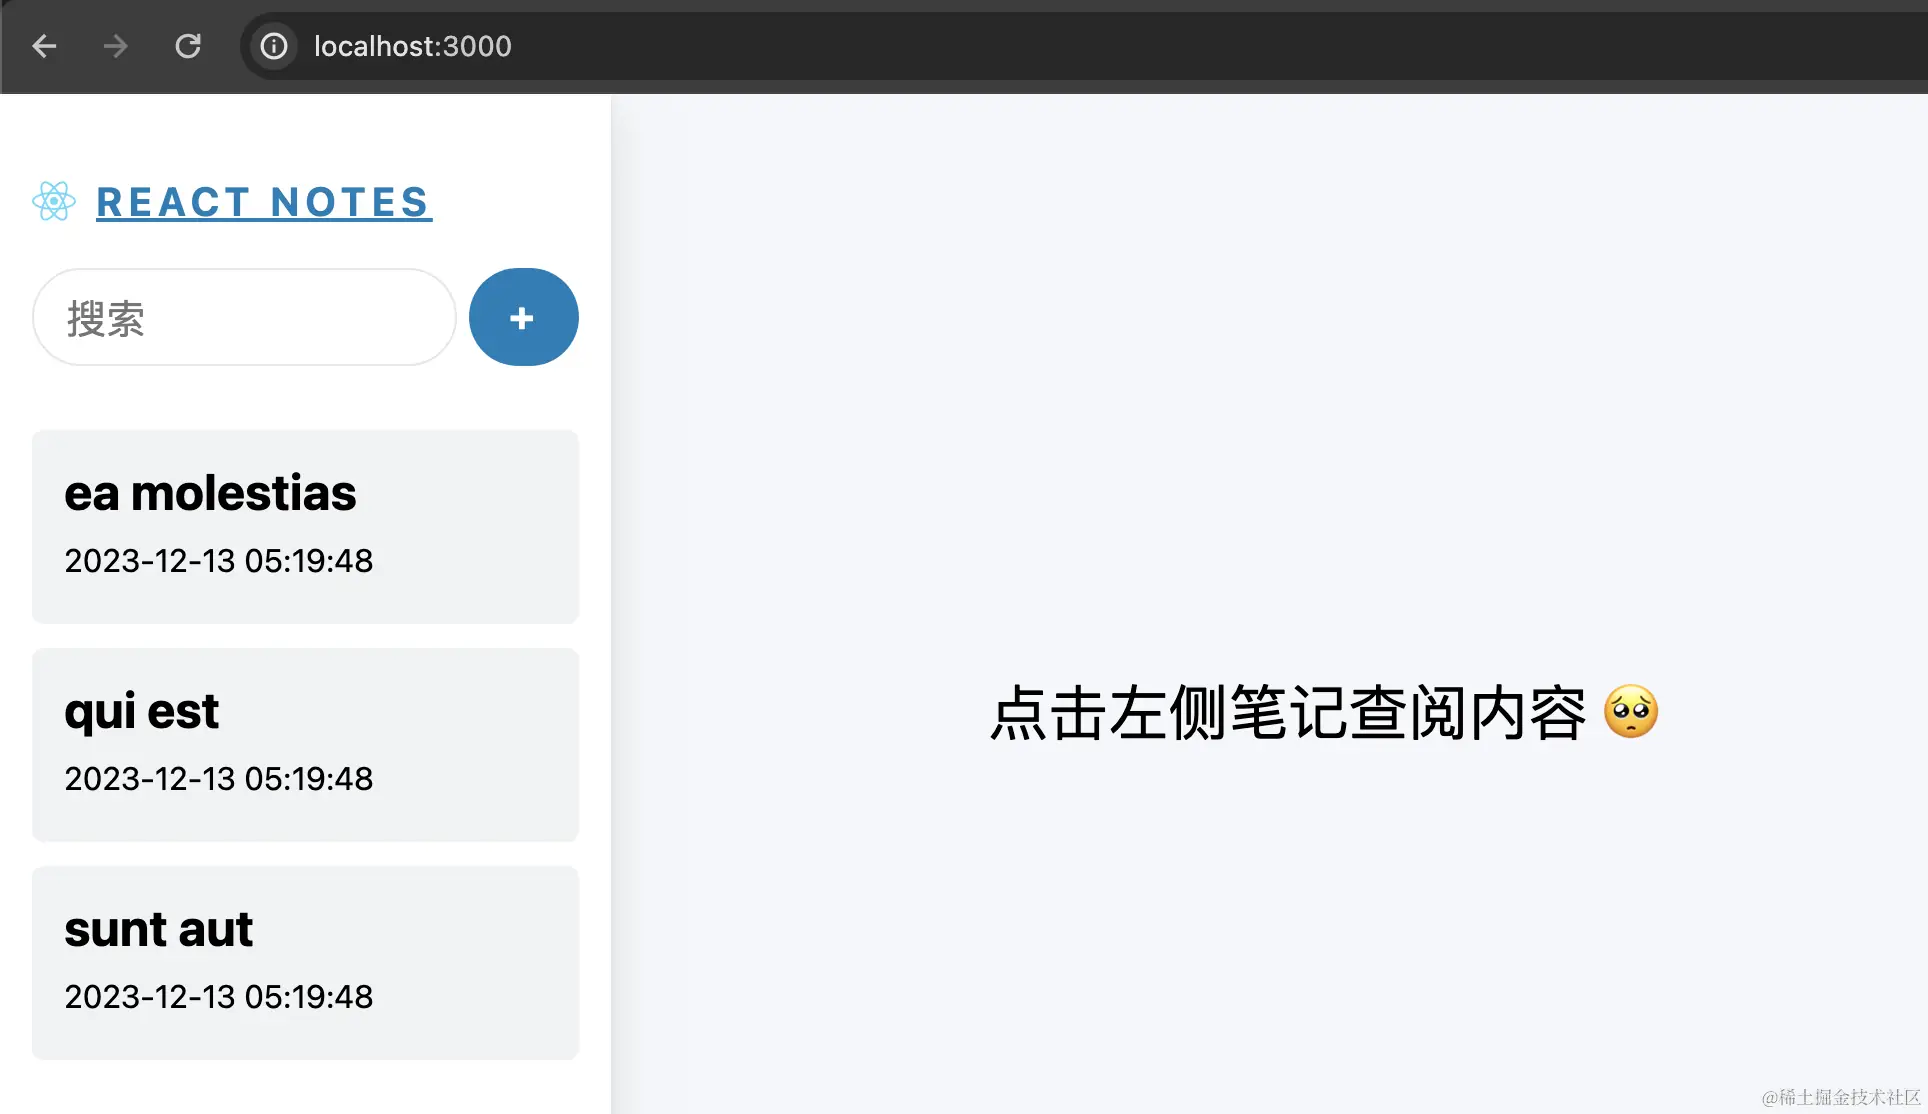 localhost:3000
REACT NOTES
搜索
+
ea molestias
2023-12-13 05:19:48
qui est
2023-12-13 05:19:48
sunt aut
2023-12-13 05:19:48
点击左侧笔记查阅内容 🥺
@稀土掘金技术社区